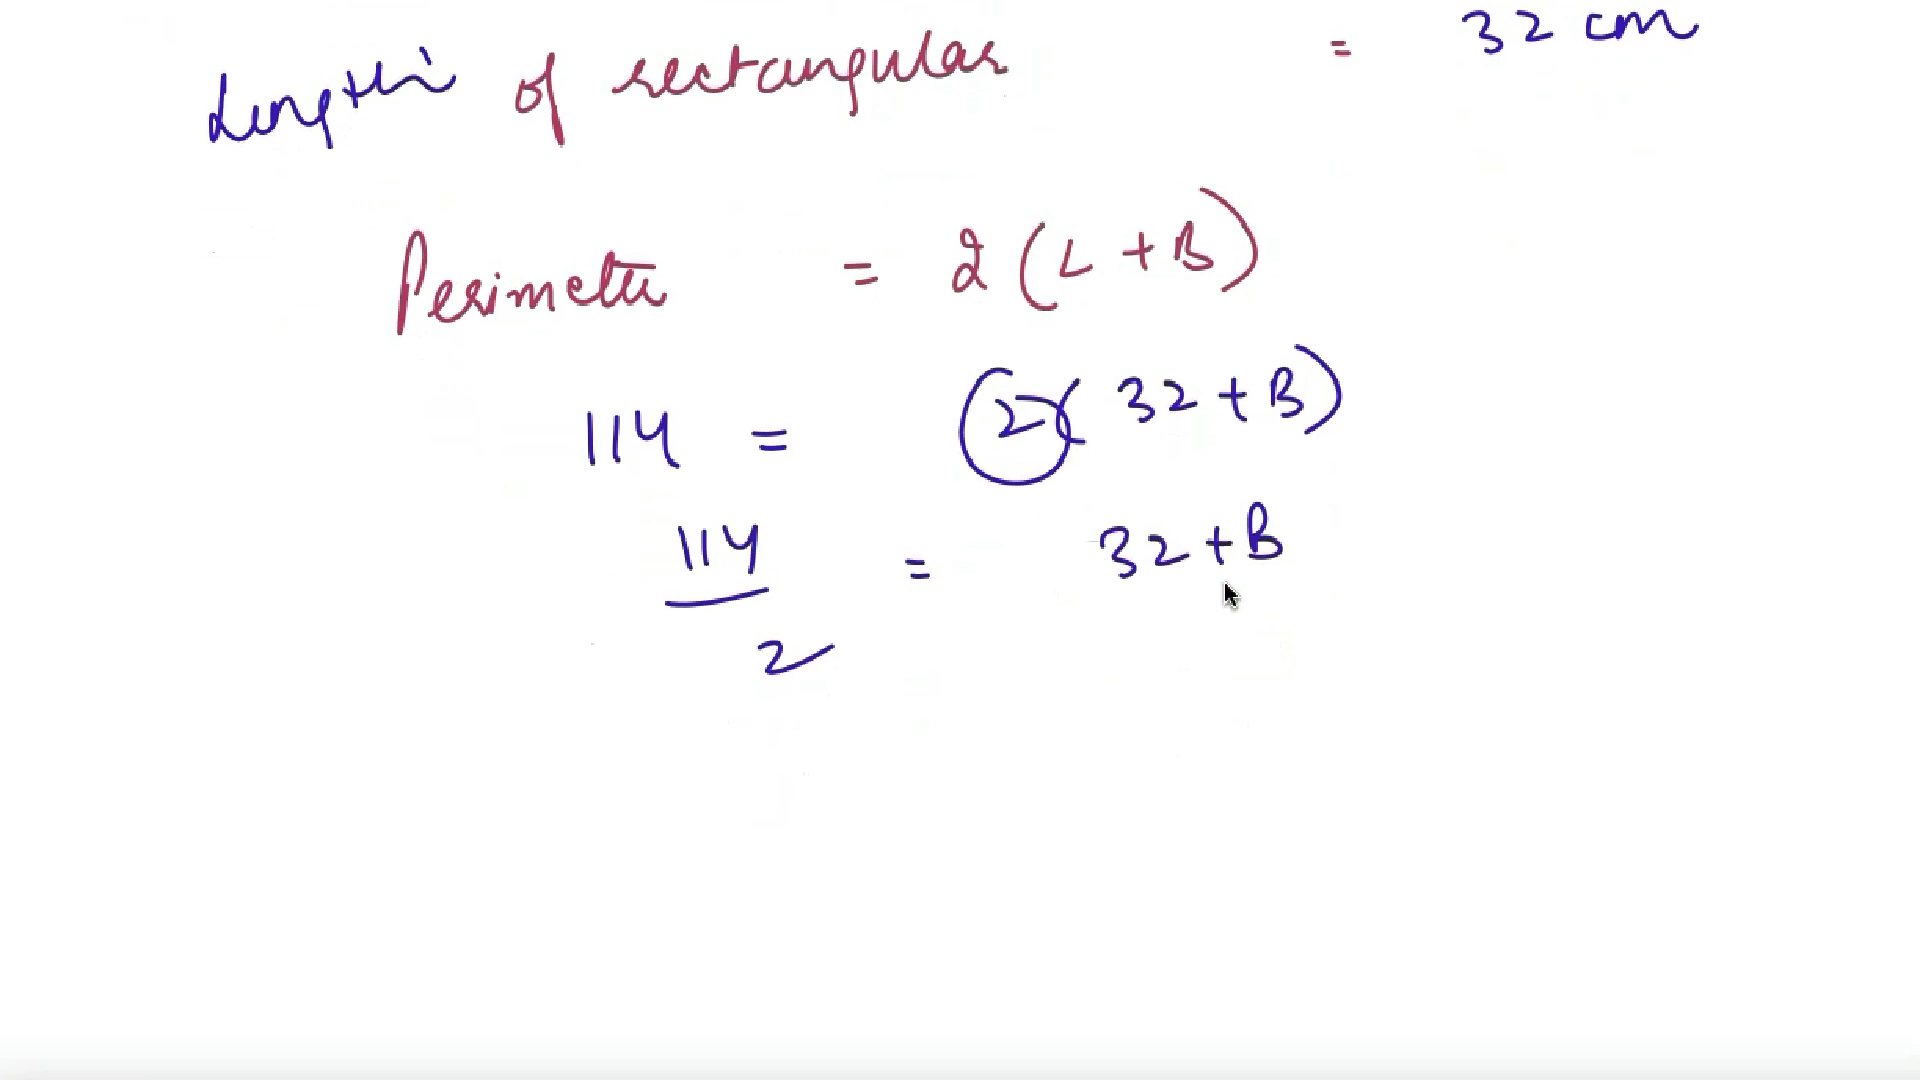 Length of rectangular = 32 cm
Perimeter = 2 (L + B)
114 = 2( 32 + B)
114 = 32 + B
2